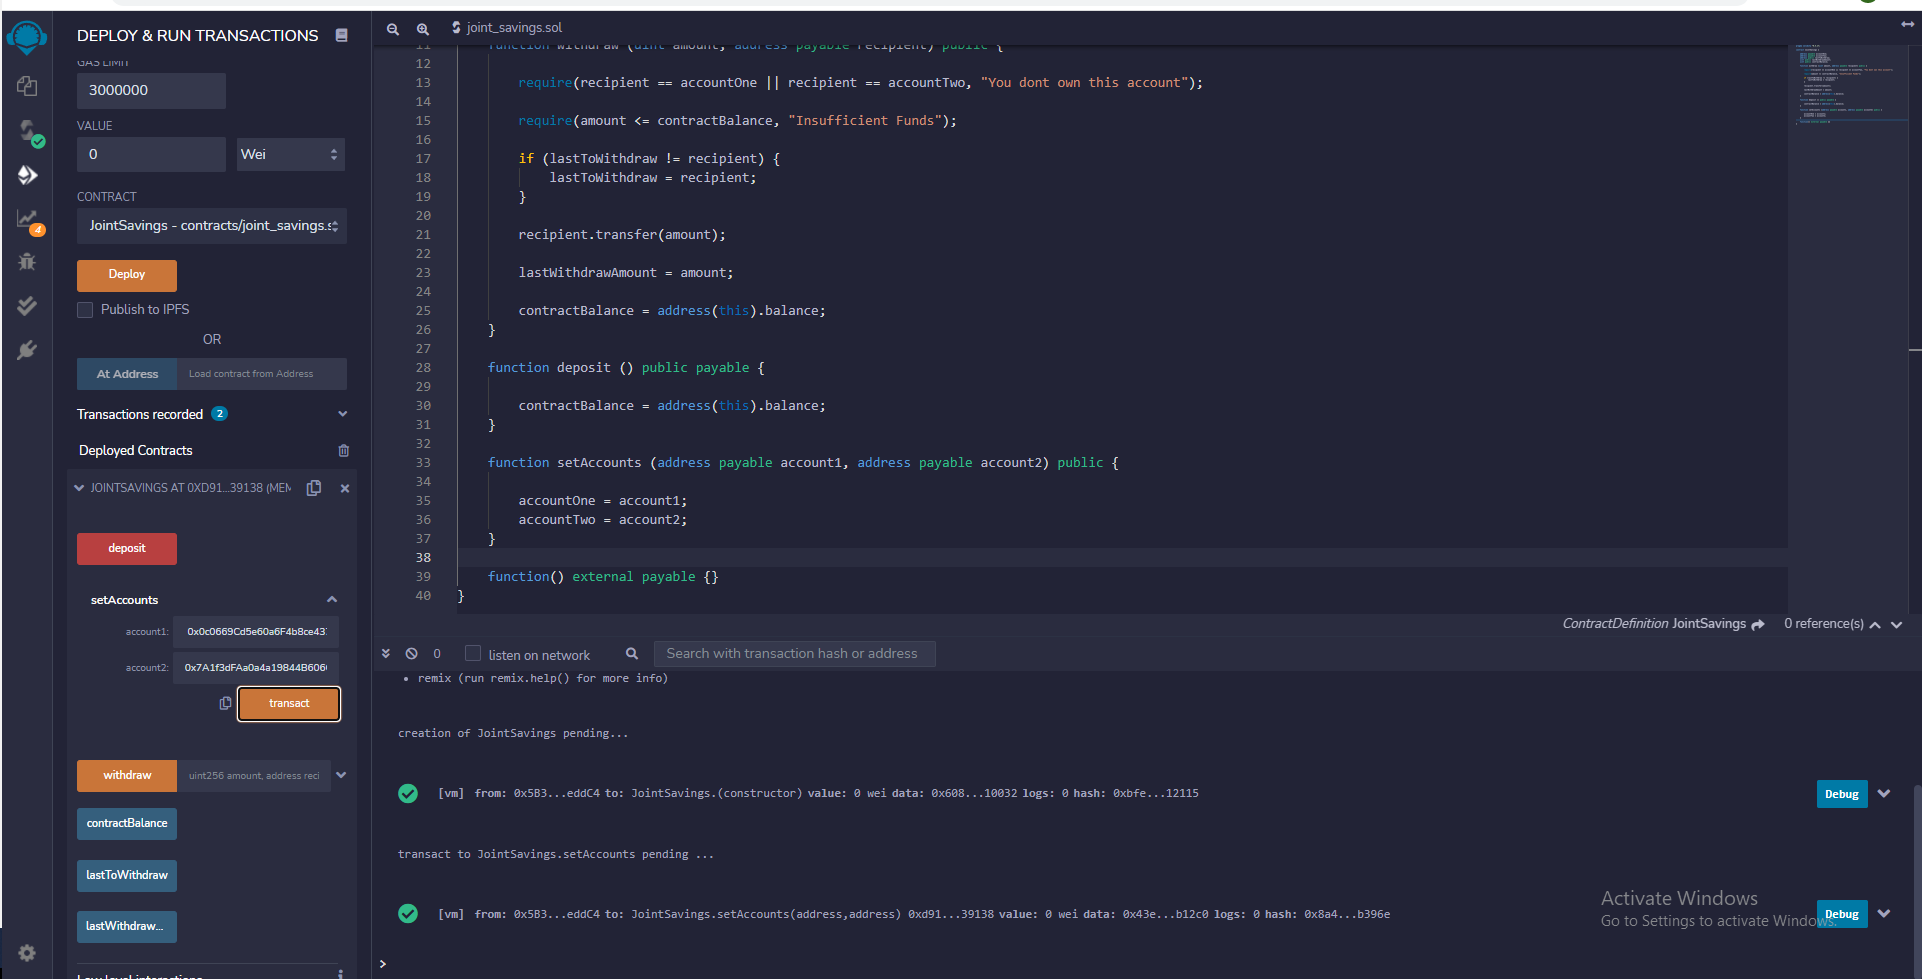 DEPLOY & RUN TRANSACTIONS
GAS LIMIT
3000000
VALUE
0
Wei
CONTRACT
JointSavings - contracts/joint_savings.s
Deploy
Publish to IPFS
OR
At Address
Load contract from Address
Transactions recorded 2
Deployed Contracts
JOINTSAVINGS AT 0XD91...39138 (MEM
deposit
setAccounts
account1: 0x0c0669Cd5e60a6F4b8ce437
account2: 0x7A1f3dFAa0a4a19844B606
transact
withdraw
uint256 amount, address reci
contractBalance
lastToWithdraw
lastWithdraw...
Low level interactions
4
joint_savings.sol
11 function withdraw (uint amount, address payable recipient) public {
12
13 require(recipient == accountOne || recipient == accountTwo, "You dont own this account");
14
15 require(amount <= contractBalance, "Insufficient Funds");
16
17 if (lastToWithdraw != recipient) {
18 lastToWithdraw = recipient;
19 }
20
21 recipient.transfer(amount);
22
23 lastWithdrawAmount = amount;
24
25 contractBalance = address(this).balance;
26 }
27
28 function deposit () public payable {
29
30 contractBalance = address(this).balance;
31 }
32
33 function setAccounts (address payable account1, address payable account2) public {
34
35 accountOne = account1;
36 accountTwo = account2;
37 }
38
39 function() external payable {}
40 }
ContractDefinition JointSavings 0 reference(s)
0 listen on network Search with transaction hash or address
• remix (run remix.help() for more info)
creation of JointSavings pending...
[vm] from: 0x5B3...eddC4 to: JointSavings.(constructor) value: 0 wei data: 0x608...10032 logs: 0 hash: 0xbfe...12115
Debug
transact to JointSavings.setAccounts pending ...
[vm] from: 0x5B3...eddC4 to: JointSavings.setAccounts(address,address) 0xd91...39138 value: 0 wei data: 0x43e...b12c0 logs: 0 hash: 0x8a4...b396e
Debug
>
Activate Windows
Go to Settings to activate Windows.